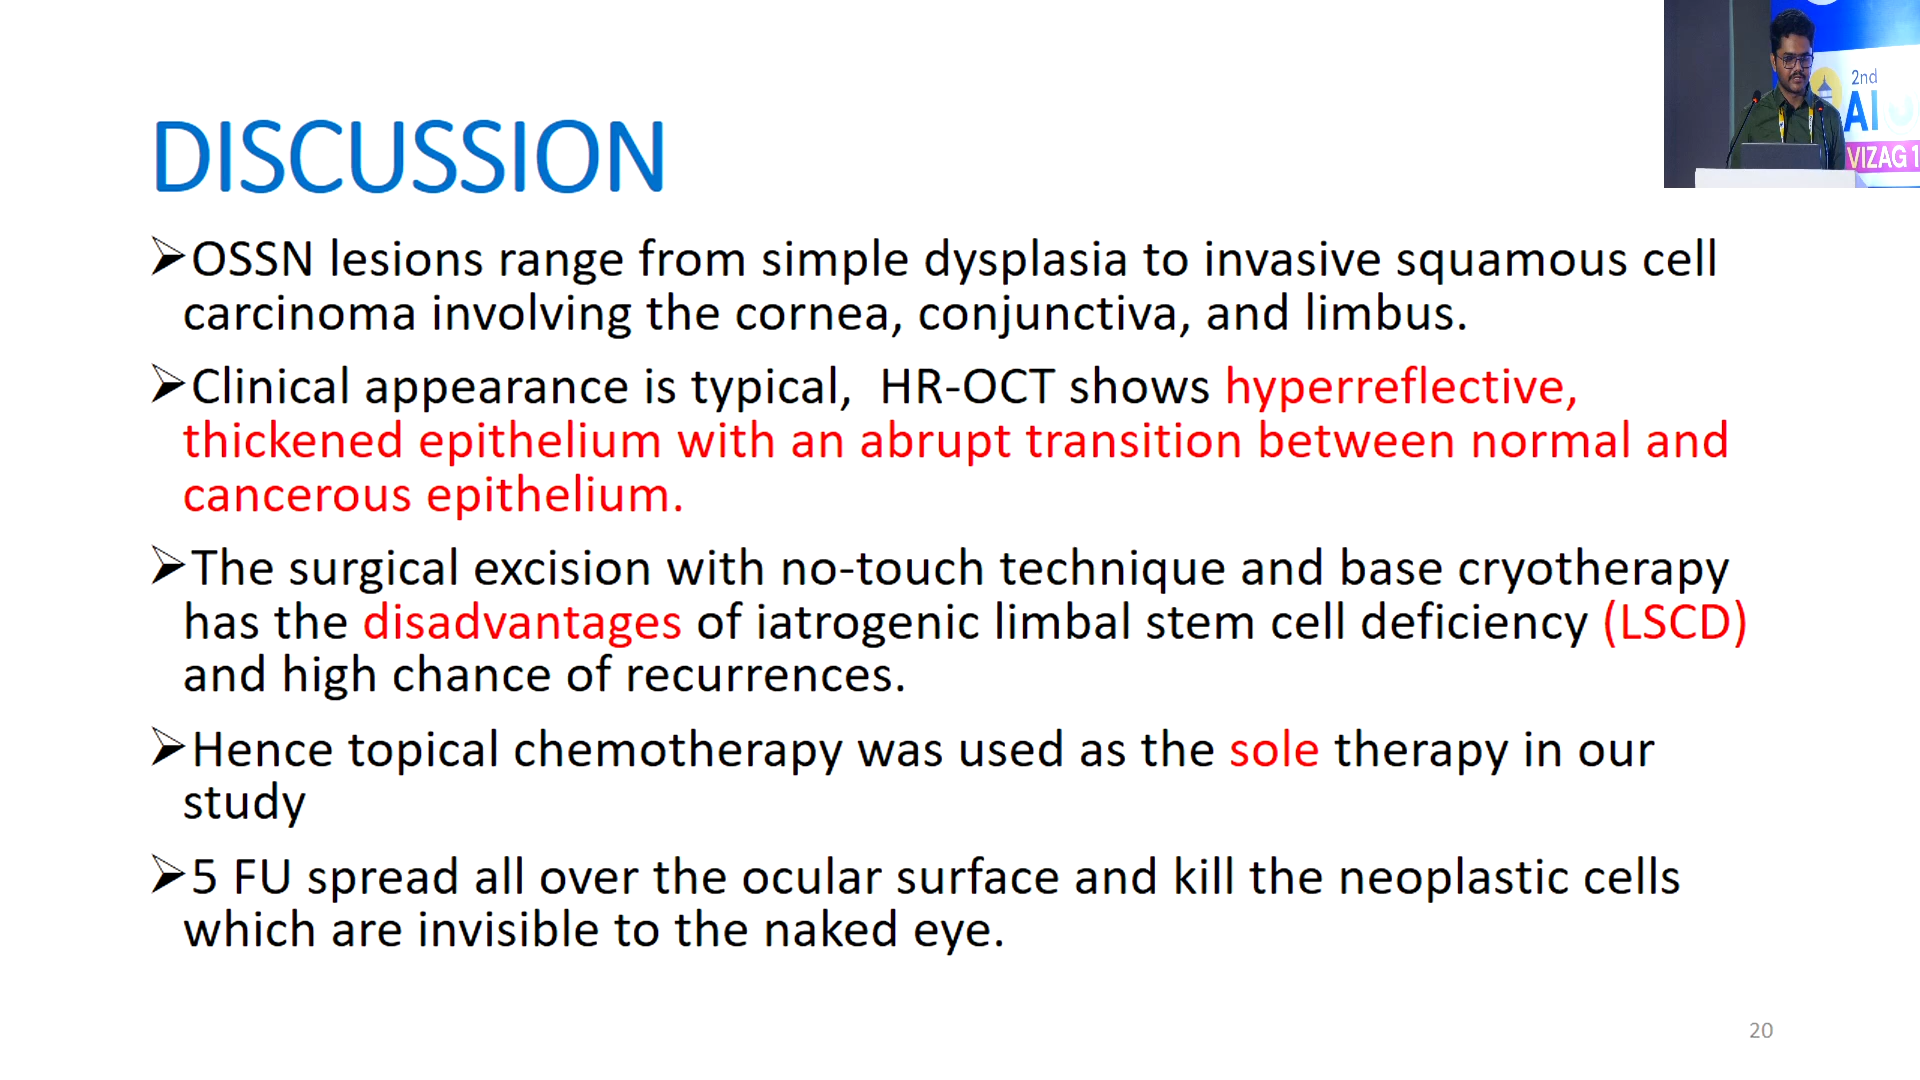 2nd
AI
VIZAG 1
DISCUSSION
➢OSSN lesions range from simple dysplasia to invasive squamous cell
carcinoma involving the cornea, conjunctiva, and limbus.
➢Clinical appearance is typical, HR-OCT shows hyperreflective,
thickened epithelium with an abrupt transition between normal and
cancerous epithelium.
➢The surgical excision with no-touch technique and base cryotherapy
has the disadvantages of iatrogenic limbal stem cell deficiency (LSCD)
and high chance of recurrences.
➢Hence topical chemotherapy was used as the sole therapy in our
study
➢5 FU spread all over the ocular surface and kill the neoplastic cells
which are invisible to the naked eye.
20